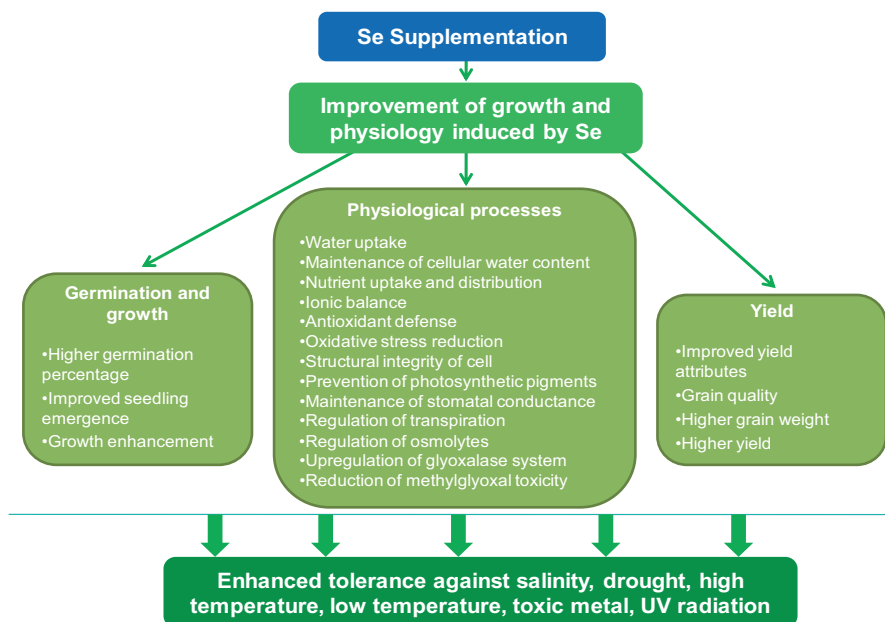 Se Supplementation
Improvement of growth and
physiology induced by Se
Germination and
growth
•Higher germination
percentage
•Improved seedling
emergence
•Growth enhancement
Physiological processes
•Water uptake
•Maintenance of cellular water content
•Nutrient uptake and distribution
•Ionic balance
•Antioxidant defense
•Oxidative stress reduction
•Structural integrity of cell
•Prevention of photosynthetic pigments
•Maintenance of stomatal conductance
•Regulation of transpiration
•Regulation of osmolytes
•Upregulation of glyoxalase system
•Reduction of methylglyoxal toxicity
Yield
•Improved yield
attributes
•Grain quality
•Higher grain weight
•Higher yield
Enhanced tolerance against salinity, drought, high
temperature, low temperature, toxic metal, UV radiation